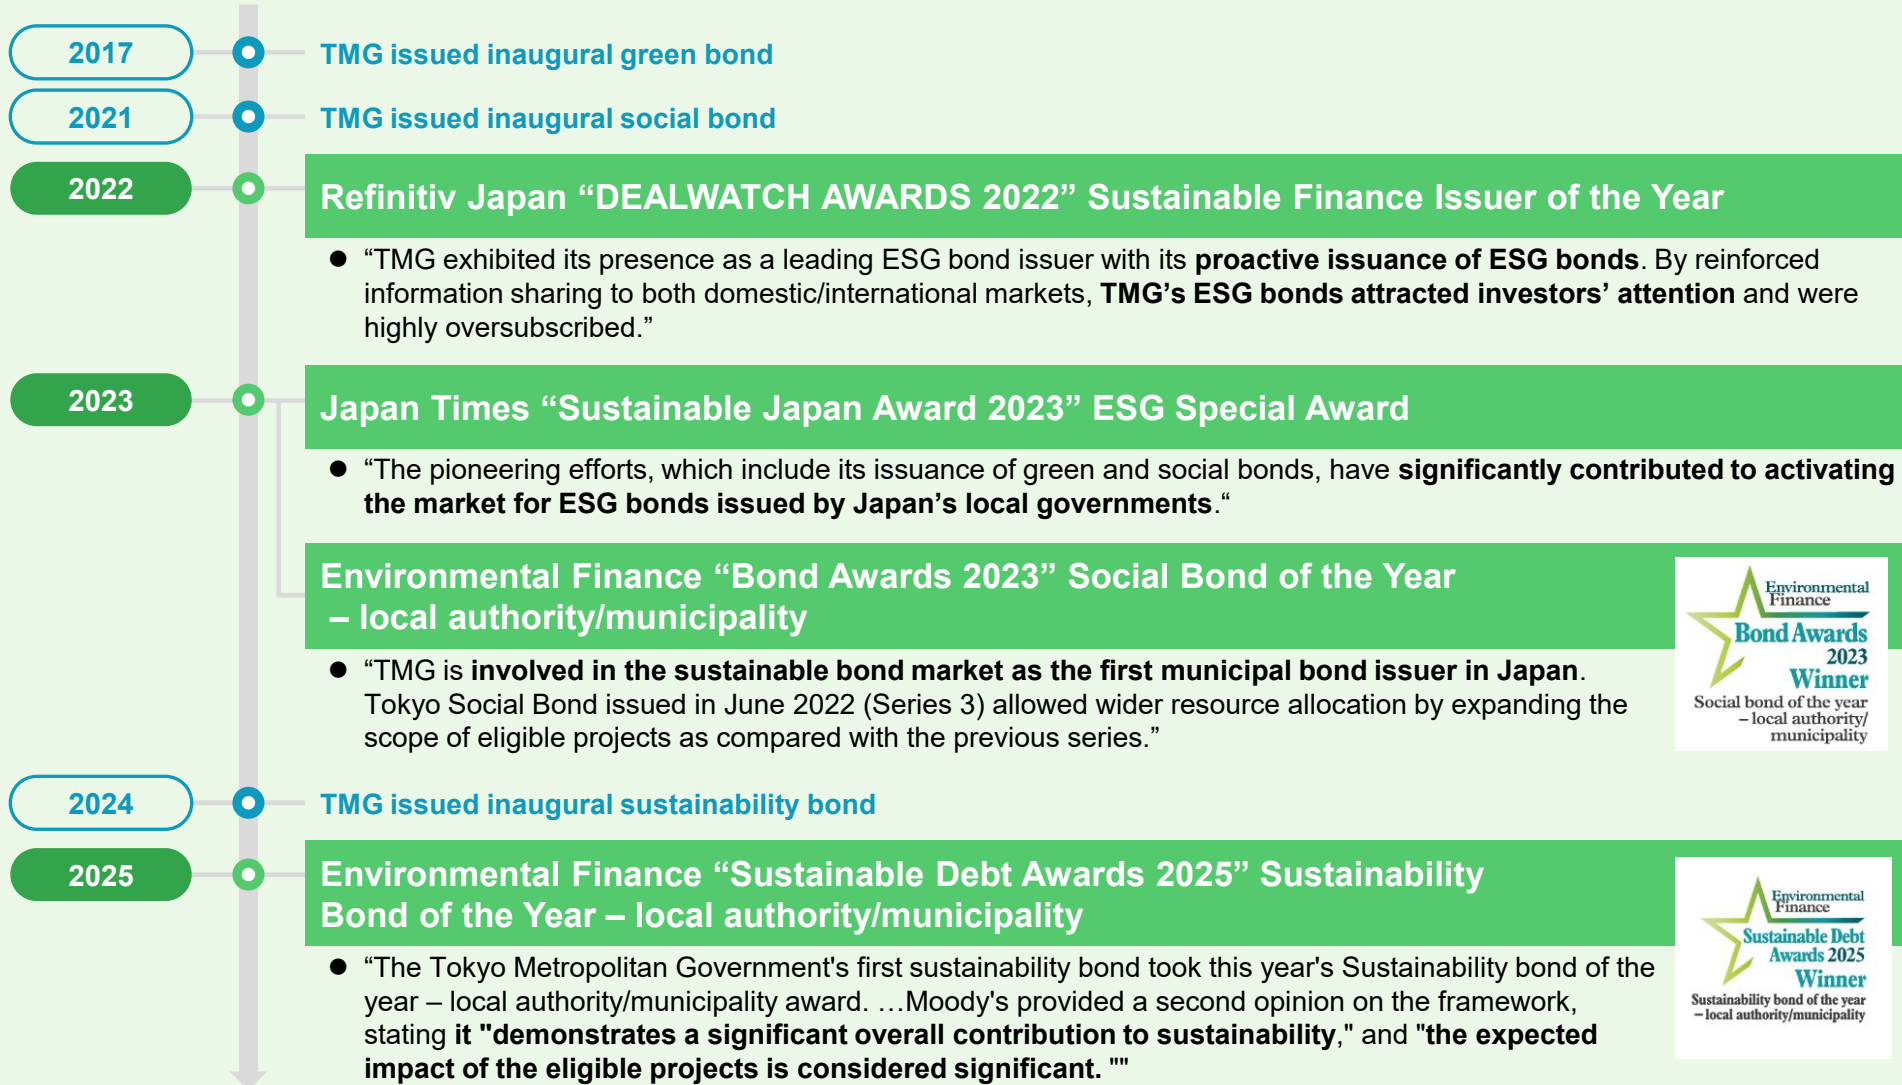 2017
TMG issued inaugural green bond
2021
TMG issued inaugural social bond
2022
Refinitiv Japan “DEALWATCH AWARDS 2022” Sustainable Finance Issuer of the Year
● “TMG exhibited its presence as a leading ESG bond issuer with its proactive issuance of ESG bonds. By reinforced
information sharing to both domestic/international markets, TMG’s ESG bonds attracted investors’ attention and were
highly oversubscribed.”
2023
Japan Times “Sustainable Japan Award 2023” ESG Special Award
● “The pioneering efforts, which include its issuance of green and social bonds, have significantly contributed to activating
the market for ESG bonds issued by Japan’s local governments.“
Environmental Finance “Bond Awards 2023” Social Bond of the Year
– local authority/municipality
Environmental
Finance
Bond Awards
2023
Winner
Social bond of the year
– local authority/
municipality
● “TMG is involved in the sustainable bond market as the first municipal bond issuer in Japan.
Tokyo Social Bond issued in June 2022 (Series 3) allowed wider resource allocation by expanding the
scope of eligible projects as compared with the previous series.”
2024
TMG issued inaugural sustainability bond
2025
Environmental Finance “Sustainable Debt Awards 2025” Sustainability
Bond of the Year – local authority/municipality
Environmental
Finance
Sustainable Debt
Awards 2025
Winner
Sustainability bond of the year
– local authority/municipality
● “The Tokyo Metropolitan Government's first sustainability bond took this year's Sustainability bond of the
year – local authority/municipality award. …Moody's provided a second opinion on the framework,
stating it "demonstrates a significant overall contribution to sustainability," and "the expected
impact of the eligible projects is considered significant. ""